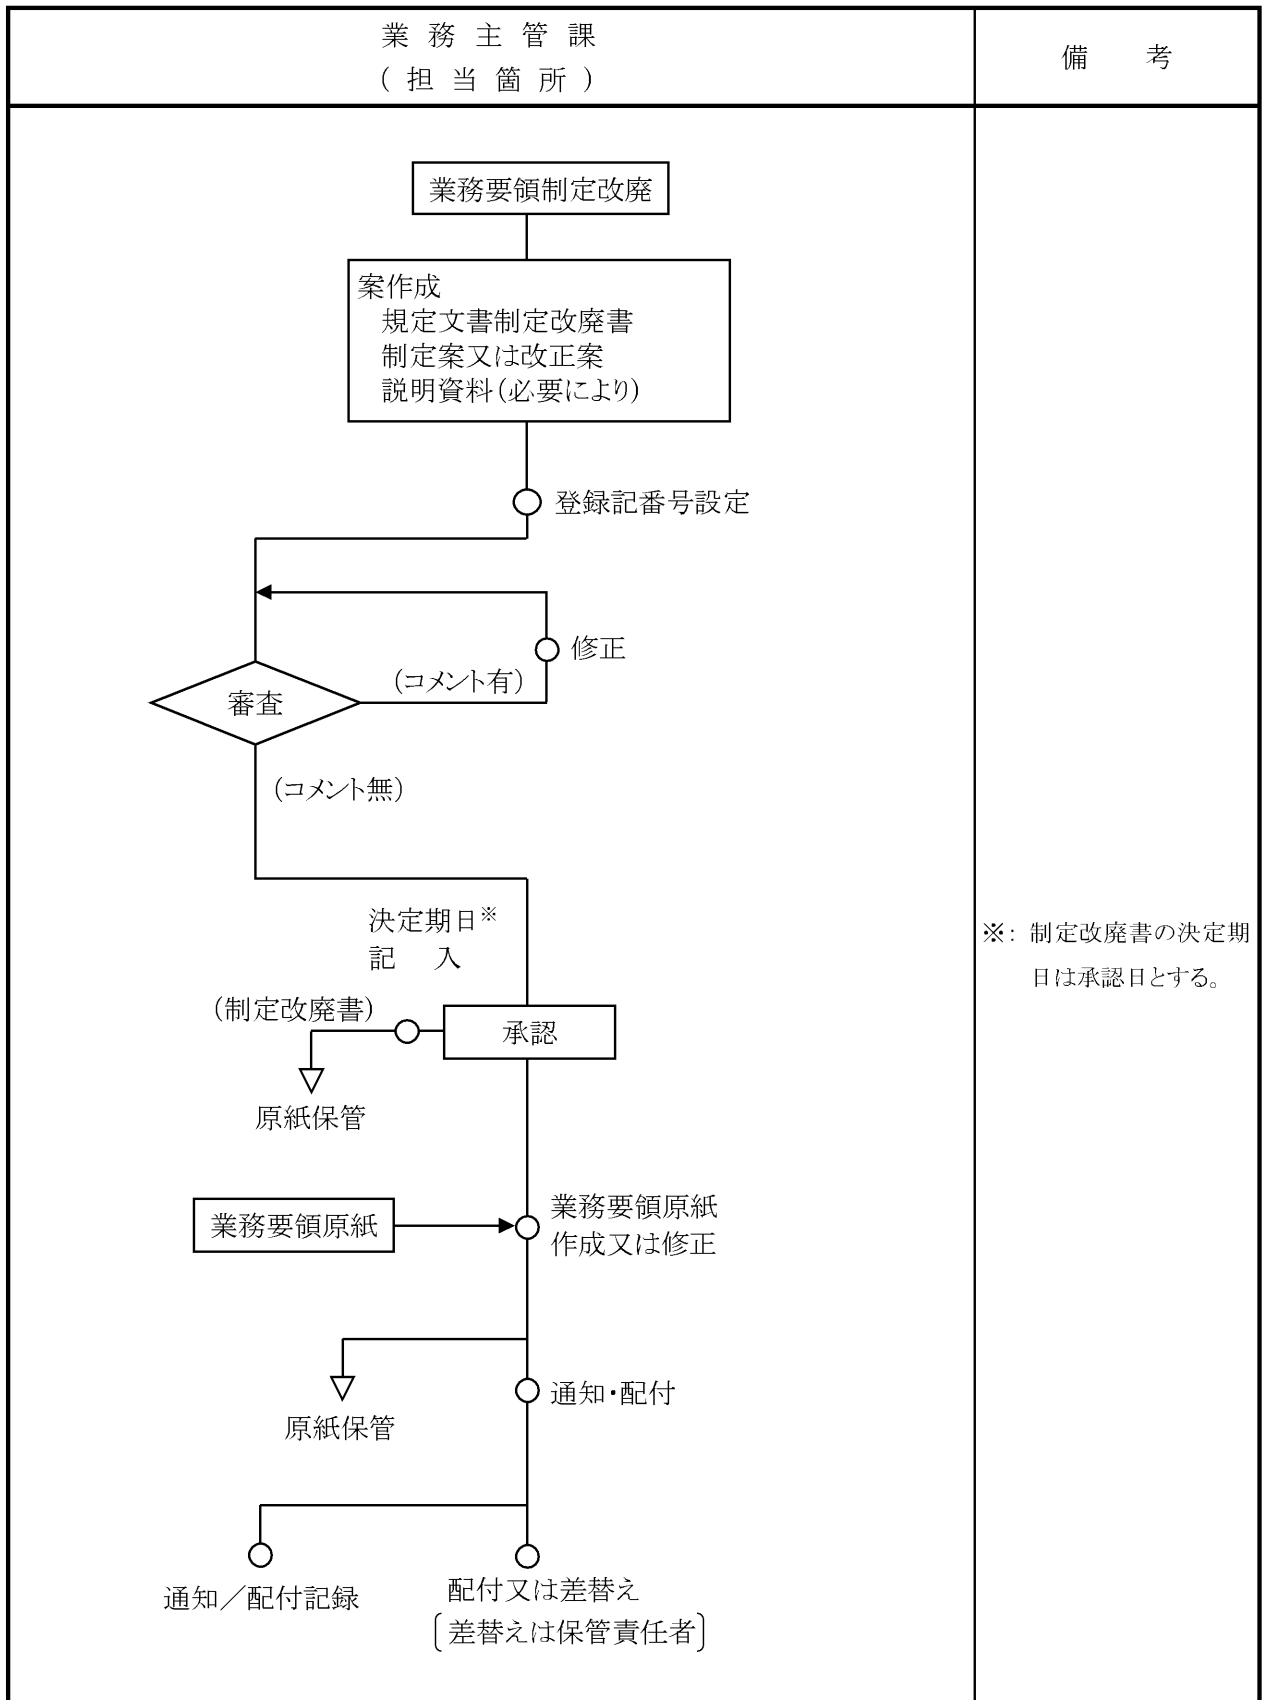 業務主管課
(担当箇所)
備 考
業務要領制定改廃
案作成
規定文書制定改廃書
制定案又は改正案
説明資料(必要により)
登録記番号設定
修正
(コメント有)
審査
(コメント無)
決定期日※
記 入
※: 制定改廃書の決定期
日は承認日とする。
(制定改廃書)
承認
原紙保管
業務要領原紙
業務要領原紙
作成又は修正
通知・配付
原紙保管
通知／配付記録
配付又は差替え
〔差替えは保管責任者〕